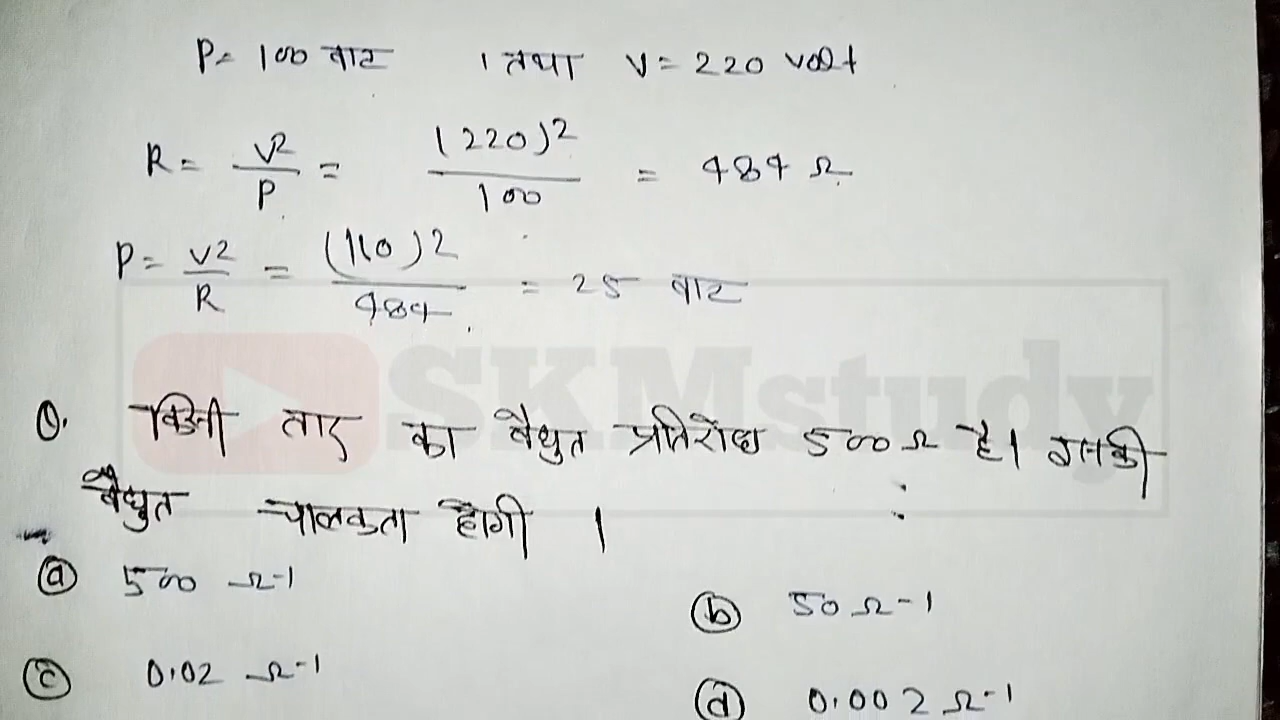 P= 100 वाट । तथा V= 220 volt
R= V²/P = (220)²/100 = 484 Ω
P= V²/R = (110)²/484 = 25 वाट
SKMstudy
Q. किसी तार का वैधुत प्रतिरोध 500 Ω है। इसकी
वैधुत चालकता होगी ।
(a) 500 Ω-1
(b) 50 Ω-1
(c) 0.02 Ω-1
(d) 0.002 Ω-1